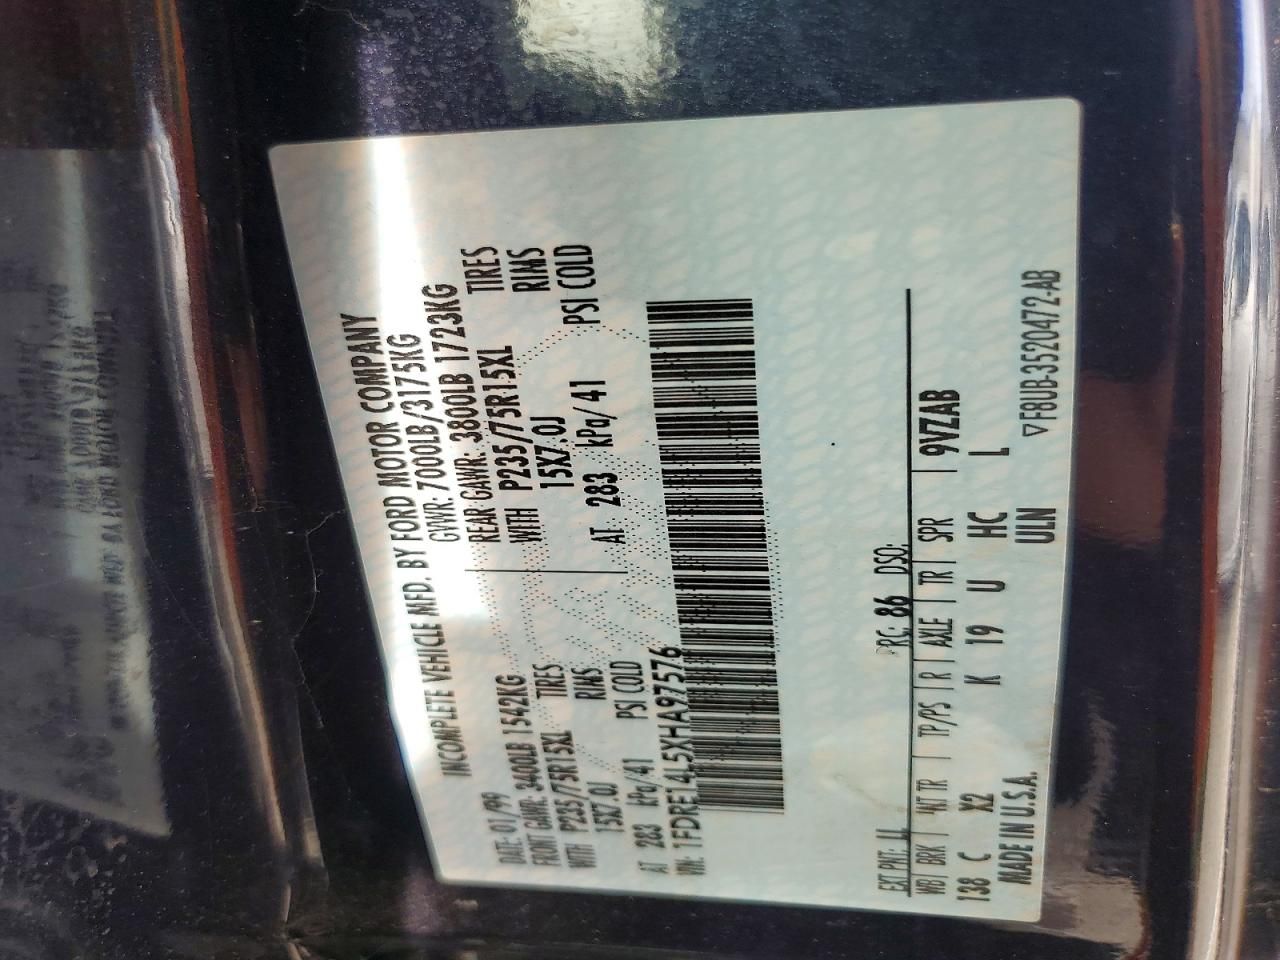 INCOMPLETE VEHICLE MFD. BY FORD MOTOR COMPANY
DATE: 01/99 GVWR: 7000LB/3175KG
FRONT GAWR: 3400LB 1542KG REAR GAWR: 3800LB 1723KG
WITH P235/75R15XL TIRES WITH P235/75R15XL TIRES
15X7.0J RIMS 15X7.0J RIMS
AT 283 kPa/41 PSI COLD AT 283 kPa/41 PSI COLD
VIN: 1FDRE14L5XHA97576
EXT PNT: LL PRC: 86 DSO:
WB | BRK | INT TR | TP/PS | R | AXLE | TR | SPR | 9VZAB
138 C X2 K 19 U HC L
MADE IN U.S.A. ULN
▽F8UB-3520472-AB